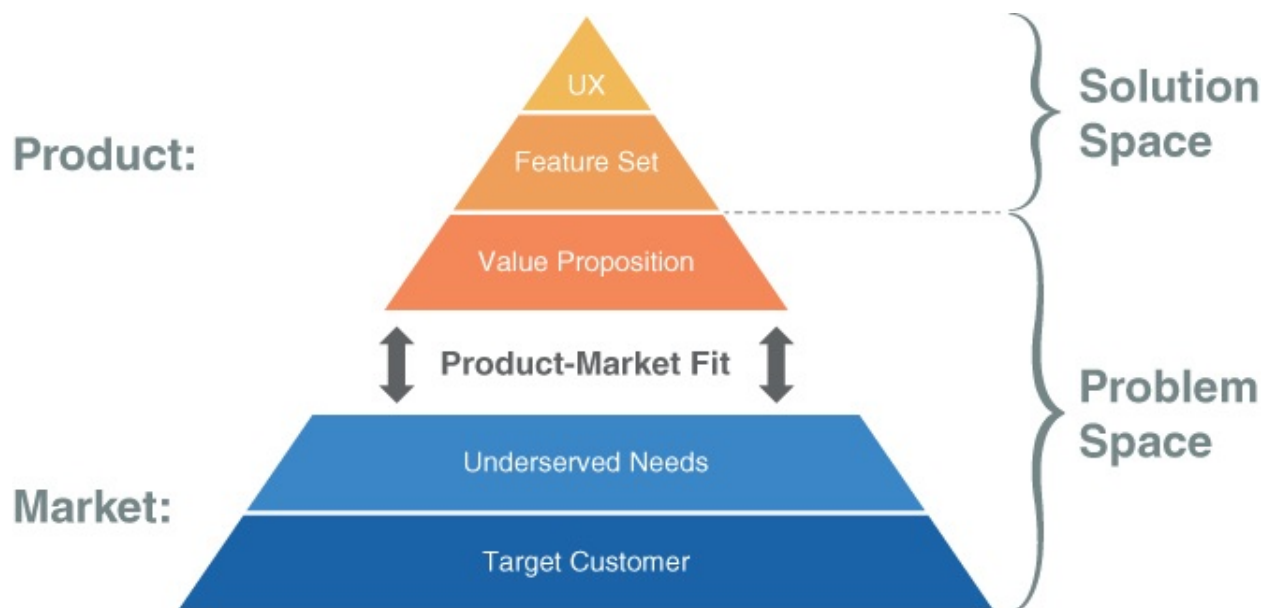 UX
Solution
Space
Product:
Feature Set
Value Proposition
Product-Market Fit
Problem
Space
Underserved Needs
Market:
Target Customer